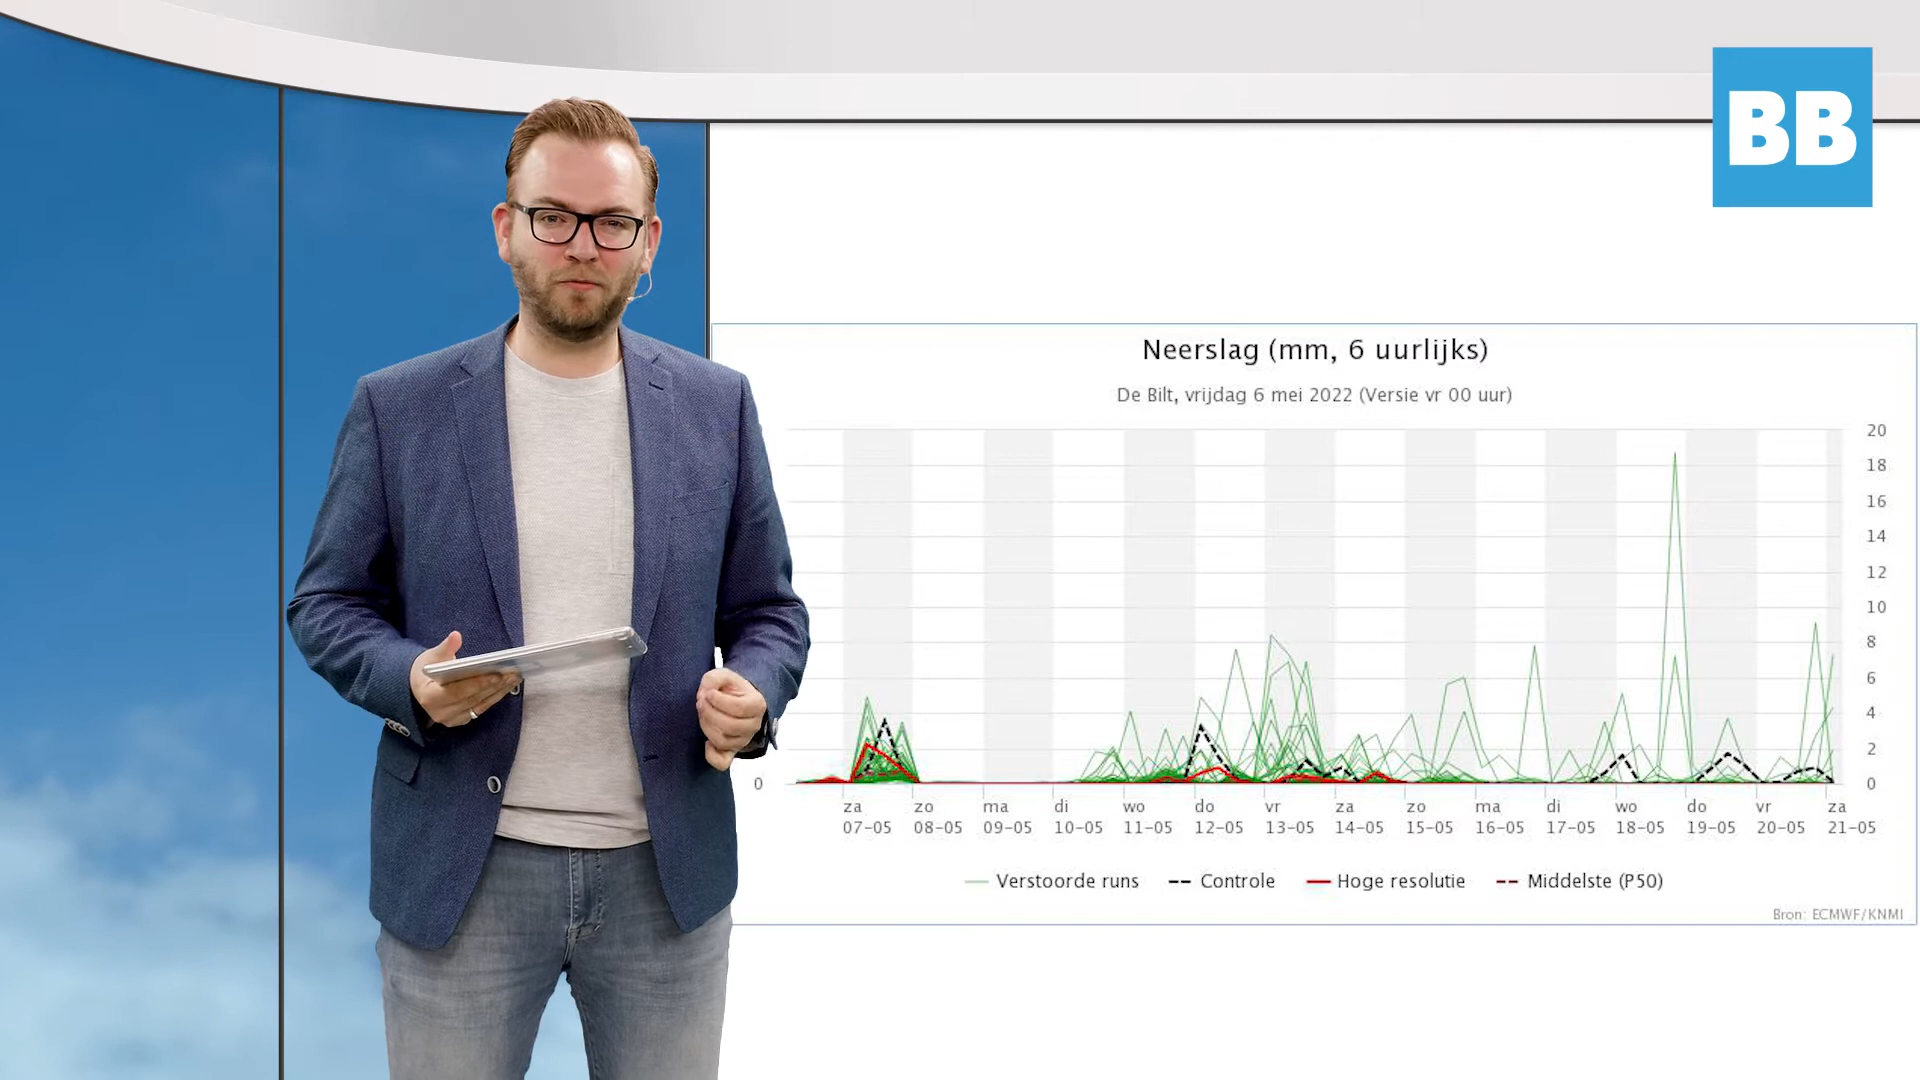 BB
Neerslag (mm, 6 uurlijks)
De Bilt, vrijdag 6 mei 2022 (Versie vr 00 uur)
20
18
16
14
12
10
8
6
4
2
0 0
za zo ma di wo do vr za zo ma di wo do vr za
07-05 08-05 09-05 10-05 11-05 12-05 13-05 14-05 15-05 16-05 17-05 18-05 19-05 20-05 21-05
Verstoorde runs Controle Hoge resolutie Middelste (P50)
Bron: ECMWF/KNMI